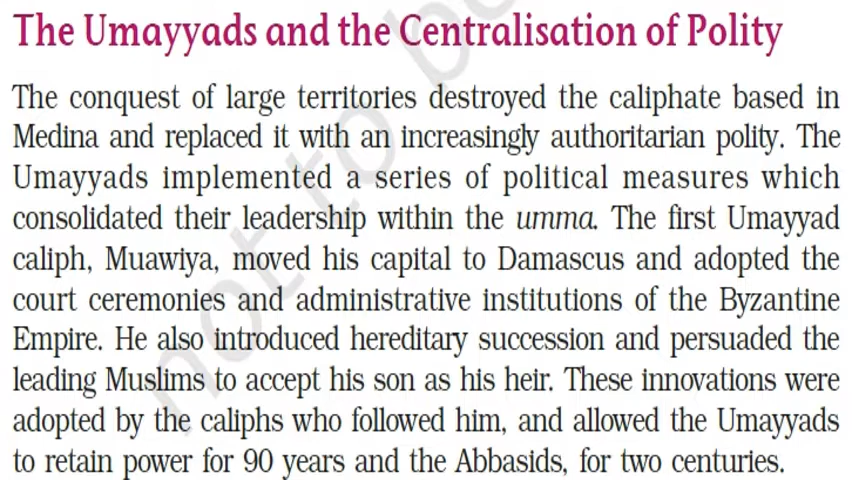 The Umayyads and the Centralisation of Polity
The conquest of large territories destroyed the caliphate based in
Medina and replaced it with an increasingly authoritarian polity. The
Umayyads implemented a series of political measures which
consolidated their leadership within the umma. The first Umayyad
caliph, Muawiya, moved his capital to Damascus and adopted the
court ceremonies and administrative institutions of the Byzantine
Empire. He also introduced hereditary succession and persuaded the
leading Muslims to accept his son as his heir. These innovations were
adopted by the caliphs who followed him, and allowed the Umayyads
to retain power for 90 years and the Abbasids, for two centuries.
not to be